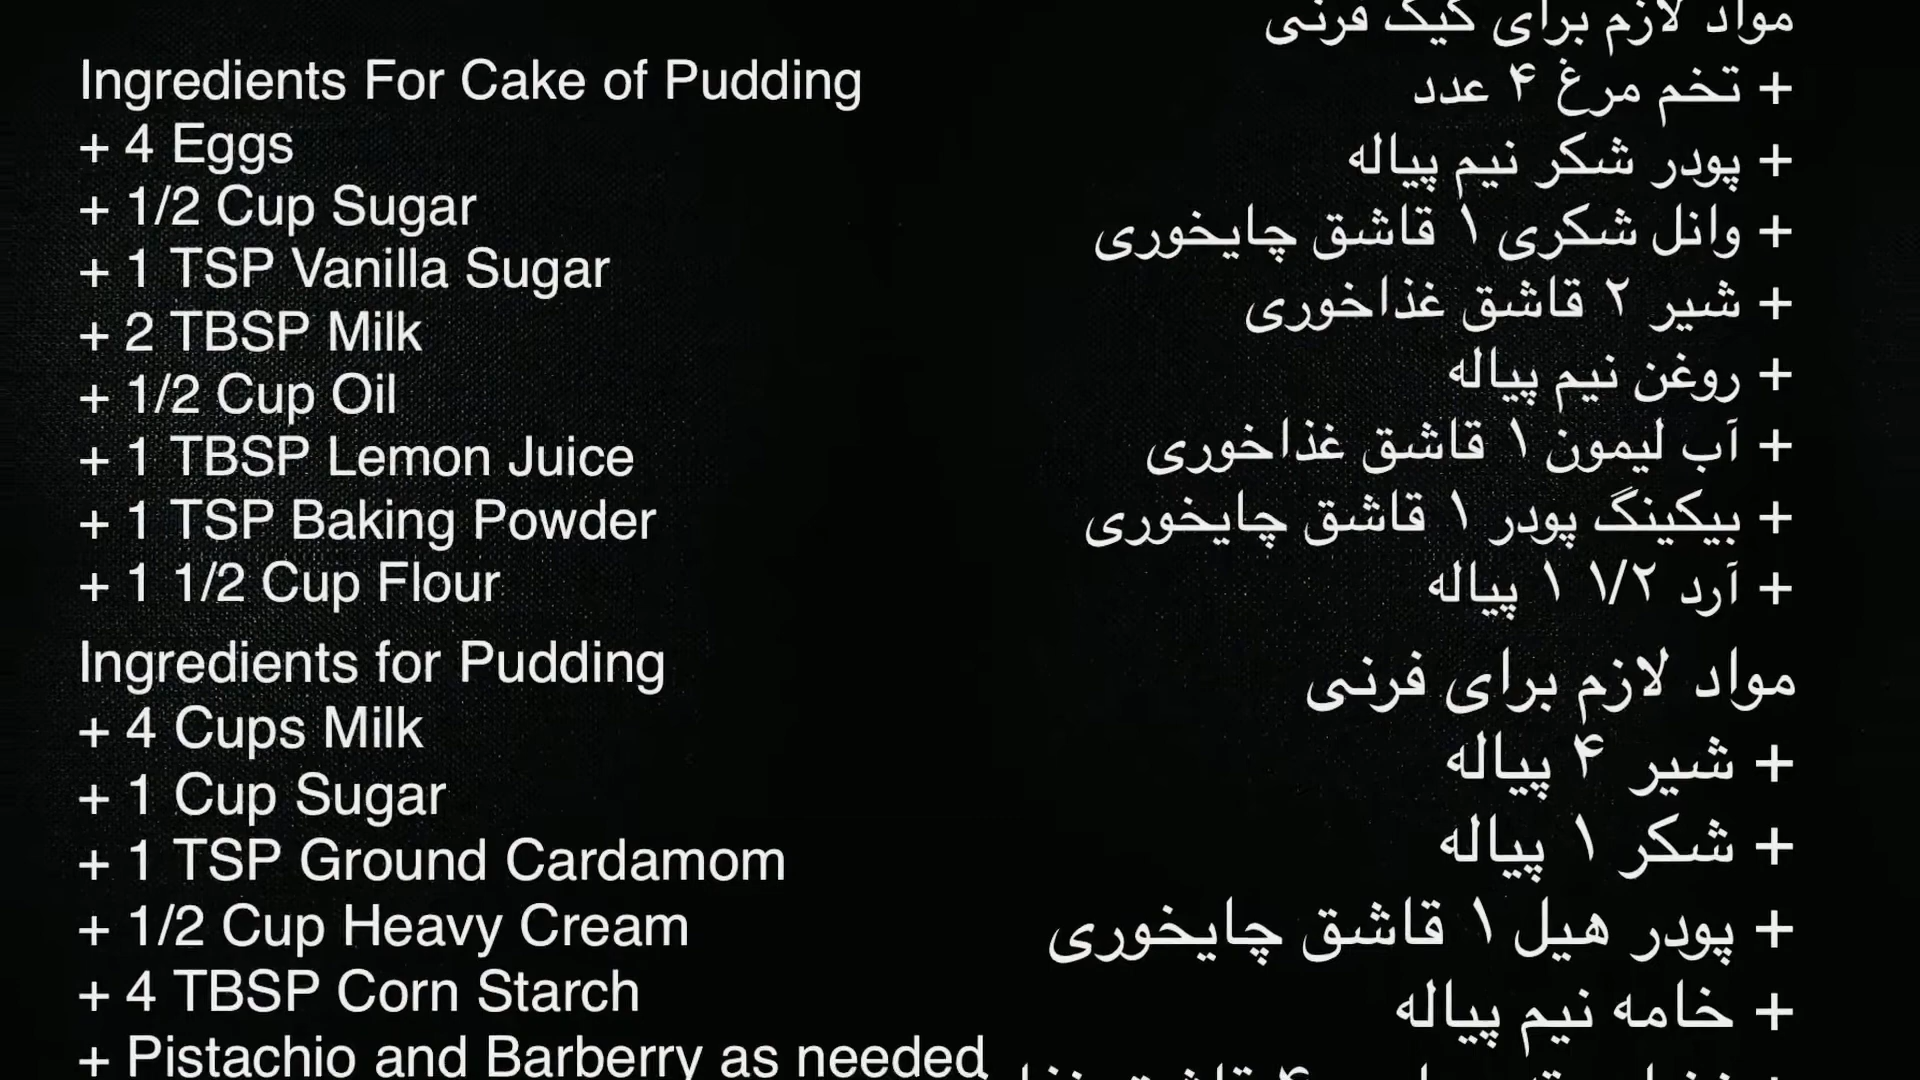 Ingredients For Cake of Pudding
+ 4 Eggs
+ 1/2 Cup Sugar
+ 1 TSP Vanilla Sugar
+ 2 TBSP Milk
+ 1/2 Cup Oil
+ 1 TBSP Lemon Juice
+ 1 TSP Baking Powder
+ 1 1/2 Cup Flour
Ingredients for Pudding
+ 4 Cups Milk
+ 1 Cup Sugar
+ 1 TSP Ground Cardamom
+ 1/2 Cup Heavy Cream
+ 4 TBSP Corn Starch
+ Pistachio and Barberry as needed
مواد لازم برای کیک فرنی
+ تخم مرغ ۴ عدد
+ پودر شکر نیم پیاله
+ وانل شکری ۱ قاشق چایخوری
+ شیر ۲ قاشق غذاخوری
+ روغن نیم پیاله
+ آب لیمون ۱ قاشق غذاخوری
+ بیکینگ پودر ۱ قاشق چایخوری
+ آرد ۱/۲ ۱ پیاله
مواد لازم برای فرنی
+ شیر ۴ پیاله
+ شکر ۱ پیاله
+ پودر هیل ۱ قاشق چایخوری
+ خامه نیم پیاله